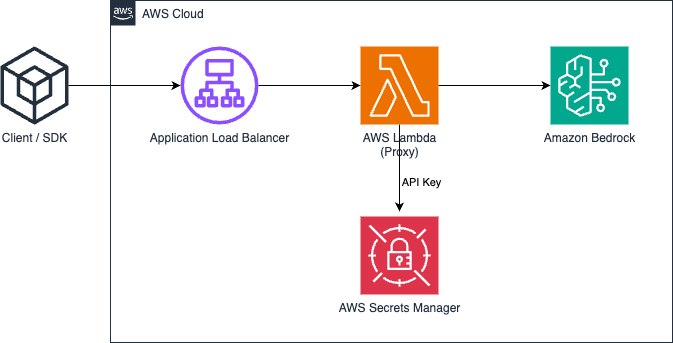 aws
AWS Cloud
Client / SDK
Application Load Balancer
AWS Lambda
(Proxy)
Amazon Bedrock
API Key
AWS Secrets Manager